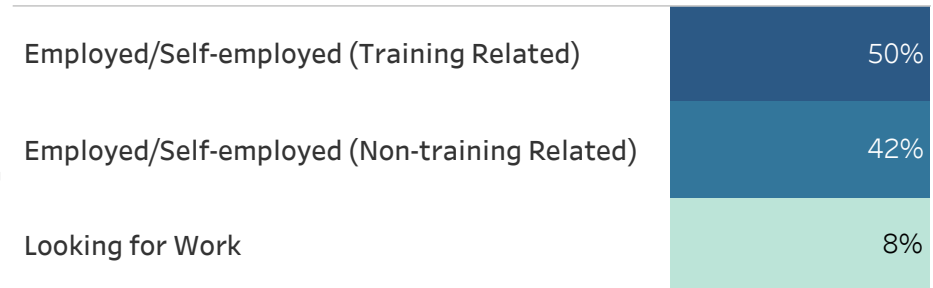 Employed/Self-employed (Training Related) 50%
Employed/Self-employed (Non-training Related) 42%
Looking for Work 8%